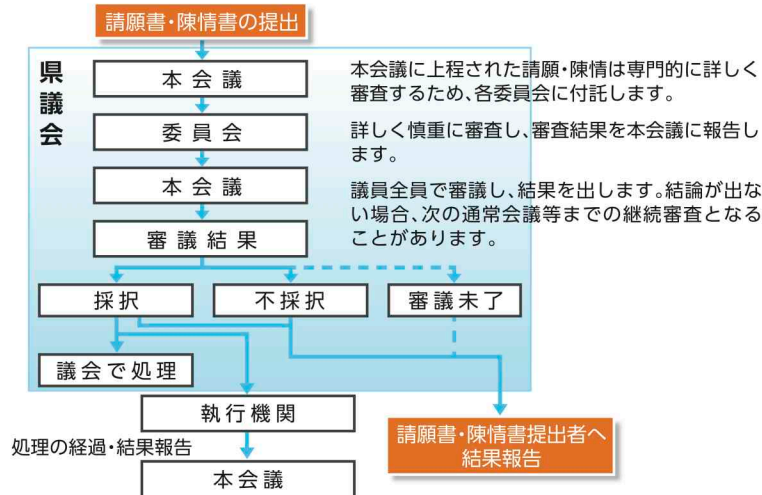 請願書・陳情書の提出
県議会
本会議
本会議に上程された請願・陳情は専門的に詳しく
審査するため、各委員会に付託します。
委員会
詳しく慎重に審査し、審査結果を本会議に報告し
ます。
本会議
議員全員で審議し、結果を出します。結論が出な
い場合、次の通常会議等までの継続審査となる
ことがあります。
審議結果
採択
不採択
審議未了
議会で処理
執行機関
処理の経過・結果報告
本会議
請願書・陳情書提出者へ
結果報告